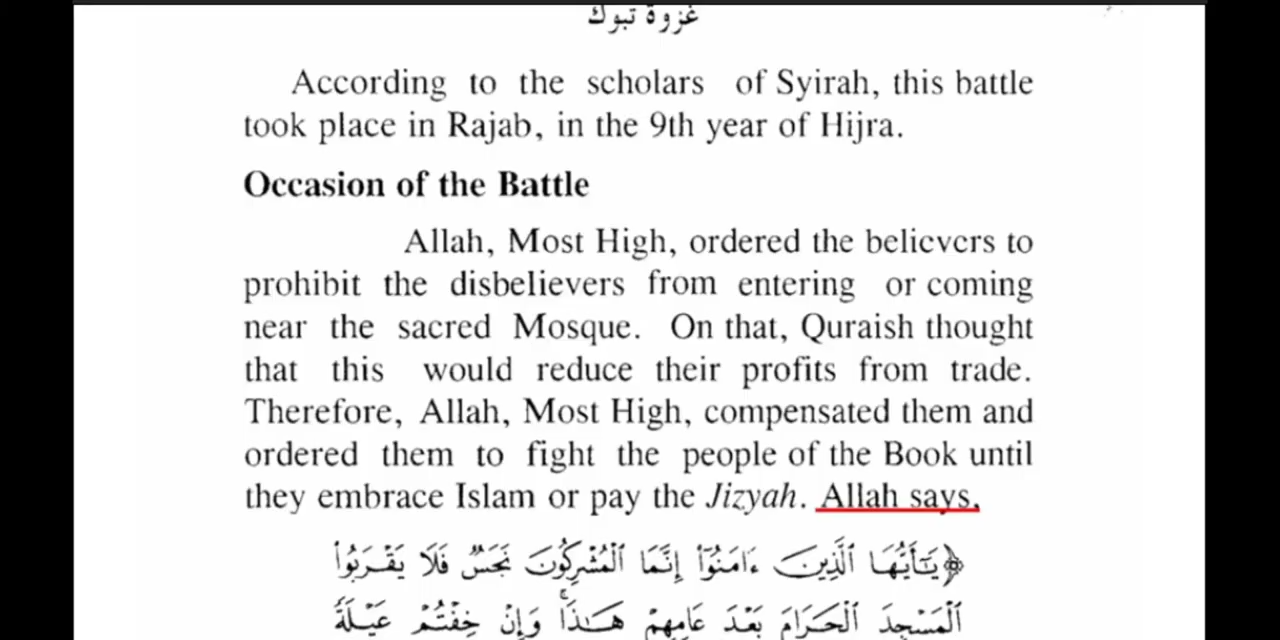 غزوة تبوك
According to the scholars of Syirah, this battle
took place in Rajab, in the 9th year of Hijra.
Occasion of the Battle
Allah, Most High, ordered the believers to
prohibit the disbelievers from entering or coming
near the sacred Mosque. On that, Quraish thought
that this would reduce their profits from trade.
Therefore, Allah, Most High, compensated them and
ordered them to fight the people of the Book until
they embrace Islam or pay the Jizyah. Allah says,
﴿يَـٰٓأَيُّهَا ٱلَّذِينَ ءَامَنُوٓا۟ إِنَّمَا ٱلْمُشْرِكُونَ نَجَسٌ فَلَا يَقْرَبُوا۟
ٱلْمَسْجِدَ ٱلْحَرَامَ بَعْدَ عَامِهِمْ هَـٰذَا ۚ وَإِنْ خِفْتُمْ عَيْلَةً